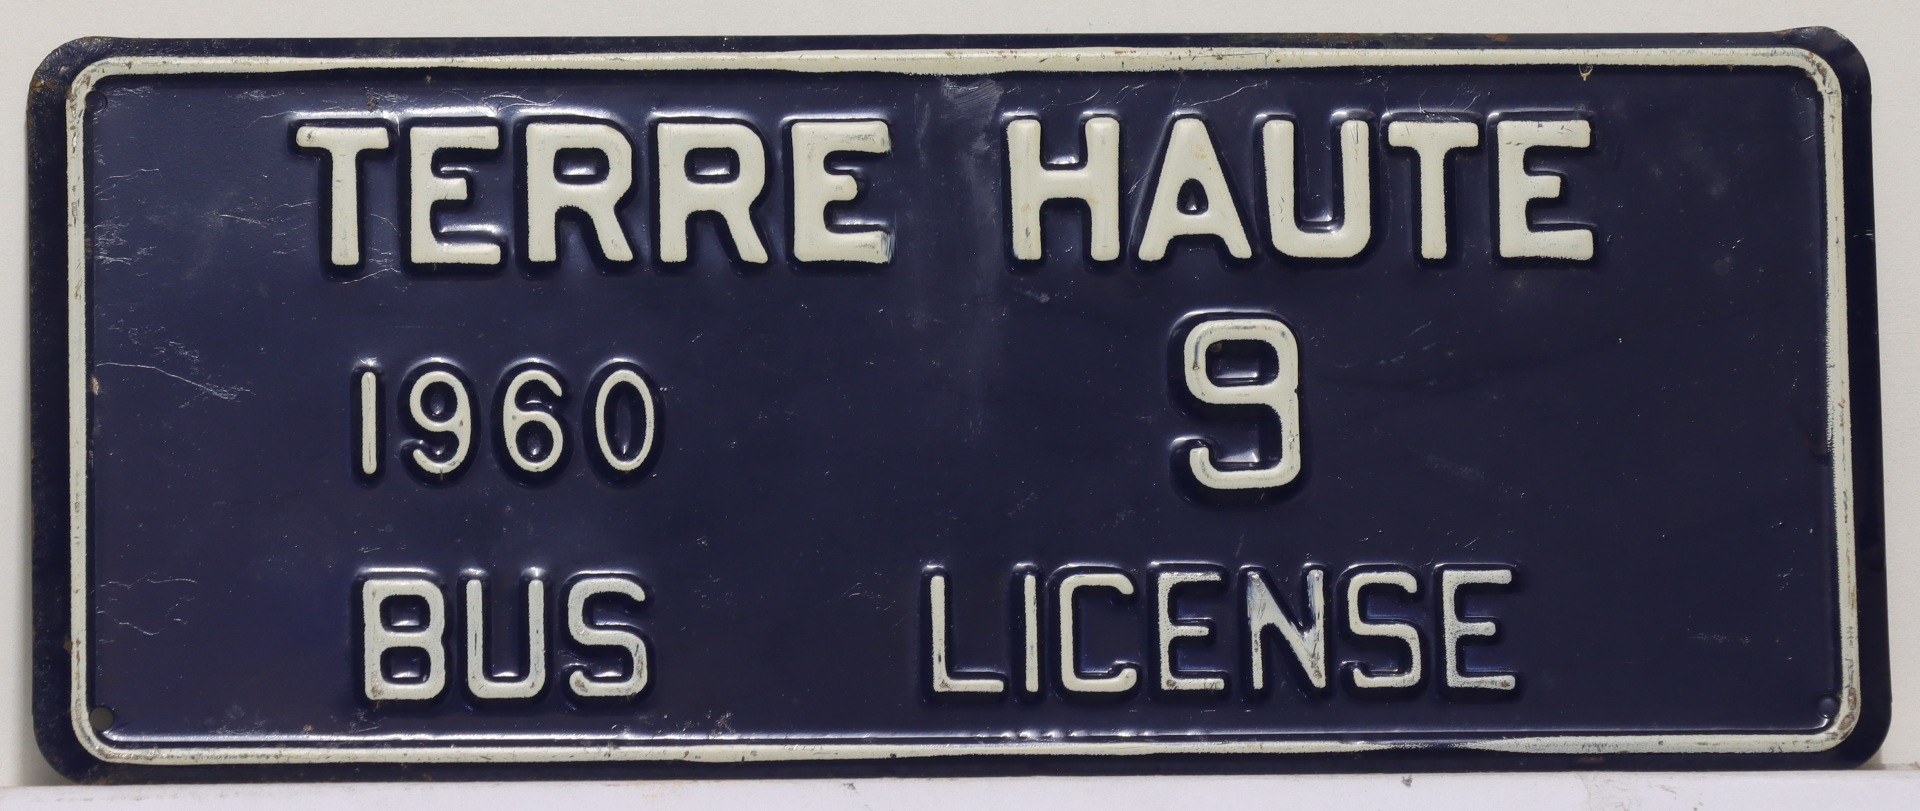 TERRE HAUTE
1960 9
BUS LICENSE